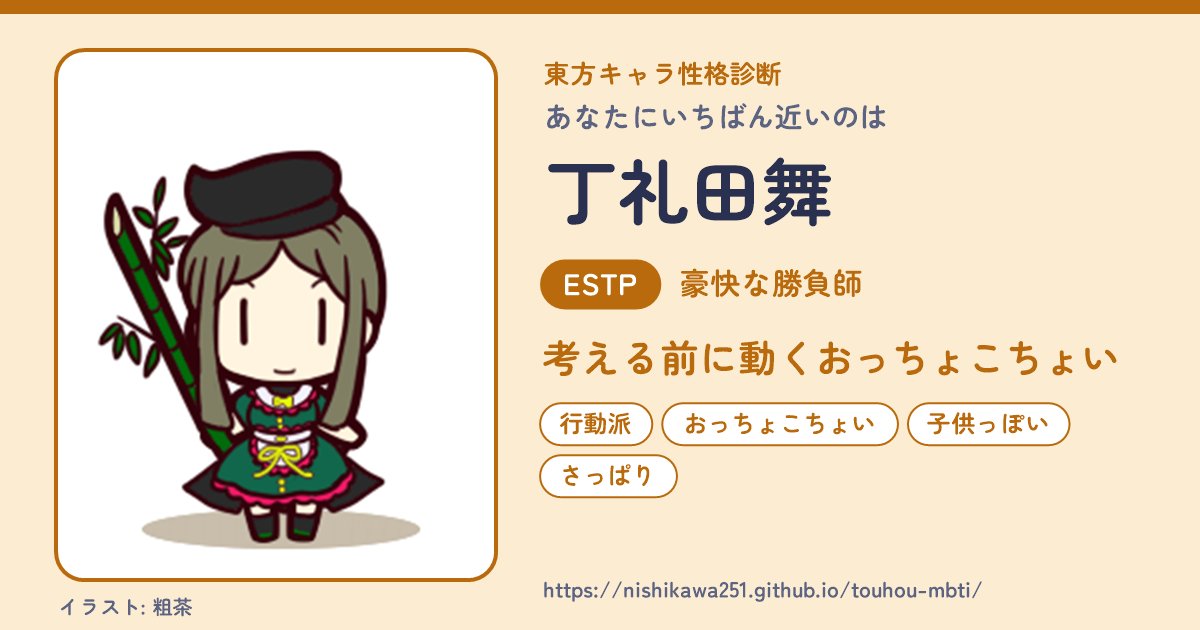 東方キャラ性格診断
あなたにいちばん近いのは
丁礼田舞
ESTP 豪快な勝負師
考える前に動くおっちょこちょい
行動派 おっちょこちょい 子供っぽい
さっぱり
https://nishikawa251.github.io/touhou-mbti/
イラスト: 粗茶